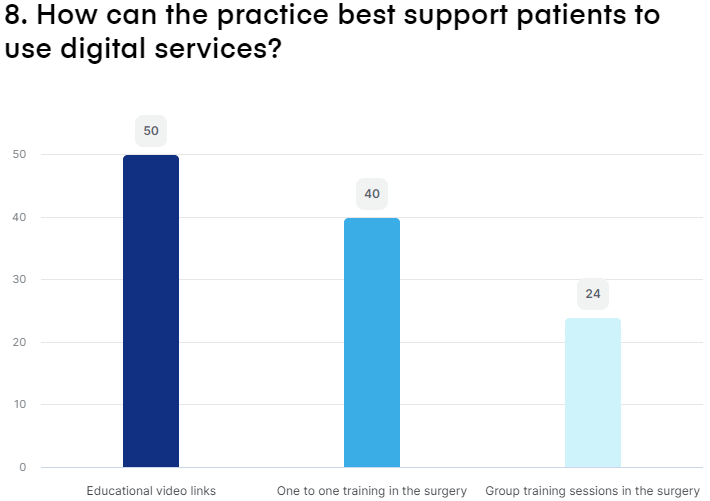 8. How can the practice best support patients to
use digital services?
50
50
40
40
30
24
20
10
0
Educational video links
One to one training in the surgery
Group training sessions in the surgery